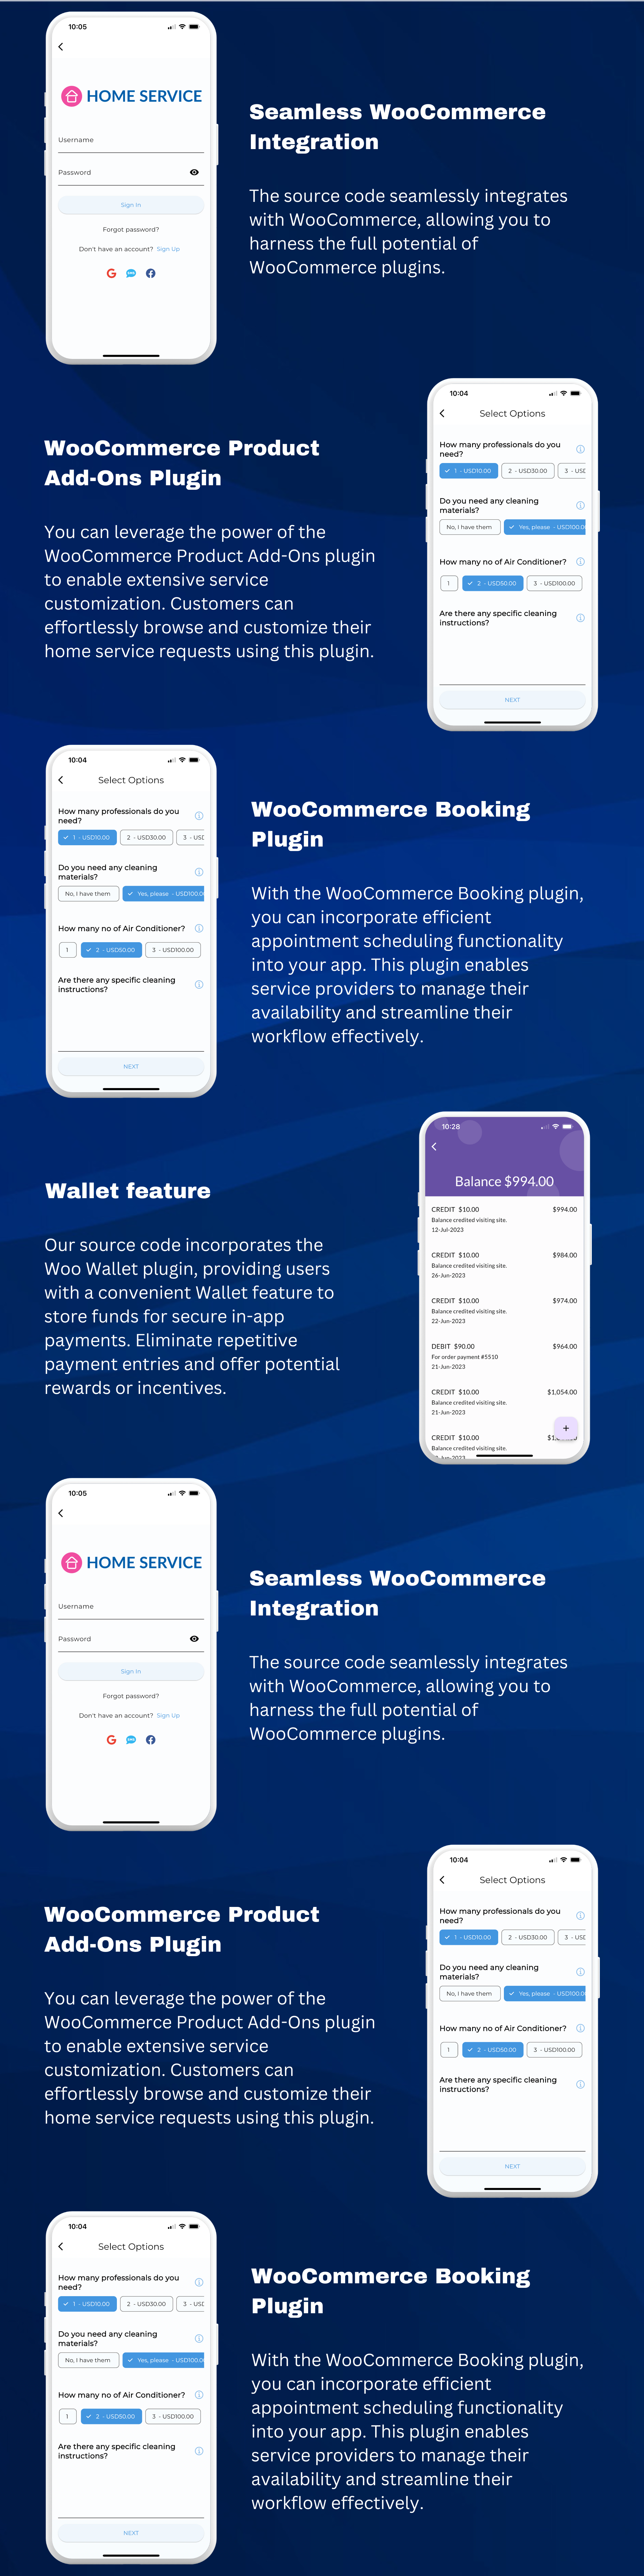 10:05
HOME SERVICE
Username
Password
Sign In
Forgot password?
Don't have an account? Sign Up
Seamless WooCommerce
Integration
The source code seamlessly integrates
with WooCommerce, allowing you to
harness the full potential of
WooCommerce plugins.
WooCommerce Product
Add-Ons Plugin
You can leverage the power of the
WooCommerce Product Add-Ons plugin
to enable extensive service
customization. Customers can
effortlessly browse and customize their
home service requests using this plugin.
10:04
Select Options
How many professionals do you
need?
1 - USD10.00 2 - USD30.00 3 - USD
Do you need any cleaning
materials?
No, I have them Yes, please - USD100.00
How many no of Air Conditioner?
1 2 - USD50.00 3 - USD100.00
Are there any specific cleaning
instructions?
NEXT
10:04
Select Options
How many professionals do you
need?
1 - USD10.00 2 - USD30.00 3 - USD
Do you need any cleaning
materials?
No, I have them Yes, please - USD100.00
How many no of Air Conditioner?
1 2 - USD50.00 3 - USD100.00
Are there any specific cleaning
instructions?
NEXT
WooCommerce Booking
Plugin
With the WooCommerce Booking plugin,
you can incorporate efficient
appointment scheduling functionality
into your app. This plugin enables
service providers to manage their
availability and streamline their
workflow effectively.
Wallet feature
Our source code incorporates the
Woo Wallet plugin, providing users
with a convenient Wallet feature to
store funds for secure in-app
payments. Eliminate repetitive
payment entries and offer potential
rewards or incentives.
10:28
Balance $994.00
CREDIT $10.00 $994.00
Balance credited visiting site.
12-Jul-2023
CREDIT $10.00 $984.00
Balance credited visiting site.
26-Jun-2023
CREDIT $10.00 $974.00
Balance credited visiting site.
22-Jun-2023
DEBIT $90.00 $964.00
For order payment #5510
21-Jun-2023
CREDIT $10.00 $1,054.00
Balance credited visiting site.
21-Jun-2023
CREDIT $10.00
Balance credited visiting site.
10:05
HOME SERVICE
Username
Password
Sign In
Forgot password?
Don't have an account? Sign Up
Seamless WooCommerce
Integration
The source code seamlessly integrates
with WooCommerce, allowing you to
harness the full potential of
WooCommerce plugins.
WooCommerce Product
Add-Ons Plugin
You can leverage the power of the
WooCommerce Product Add-Ons plugin
to enable extensive service
customization. Customers can
effortlessly browse and customize their
home service requests using this plugin.
10:04
Select Options
How many professionals do you
need?
1 - USD10.00 2 - USD30.00 3 - USD
Do you need any cleaning
materials?
No, I have them Yes, please - USD100.00
How many no of Air Conditioner?
1 2 - USD50.00 3 - USD100.00
Are there any specific cleaning
instructions?
NEXT
10:04
Select Options
How many professionals do you
need?
1 - USD10.00 2 - USD30.00 3 - USD
Do you need any cleaning
materials?
No, I have them Yes, please - USD100.00
How many no of Air Conditioner?
1 2 - USD50.00 3 - USD100.00
Are there any specific cleaning
instructions?
NEXT
WooCommerce Booking
Plugin
With the WooCommerce Booking plugin,
you can incorporate efficient
appointment scheduling functionality
into your app. This plugin enables
service providers to manage their
availability and streamline their
workflow effectively.